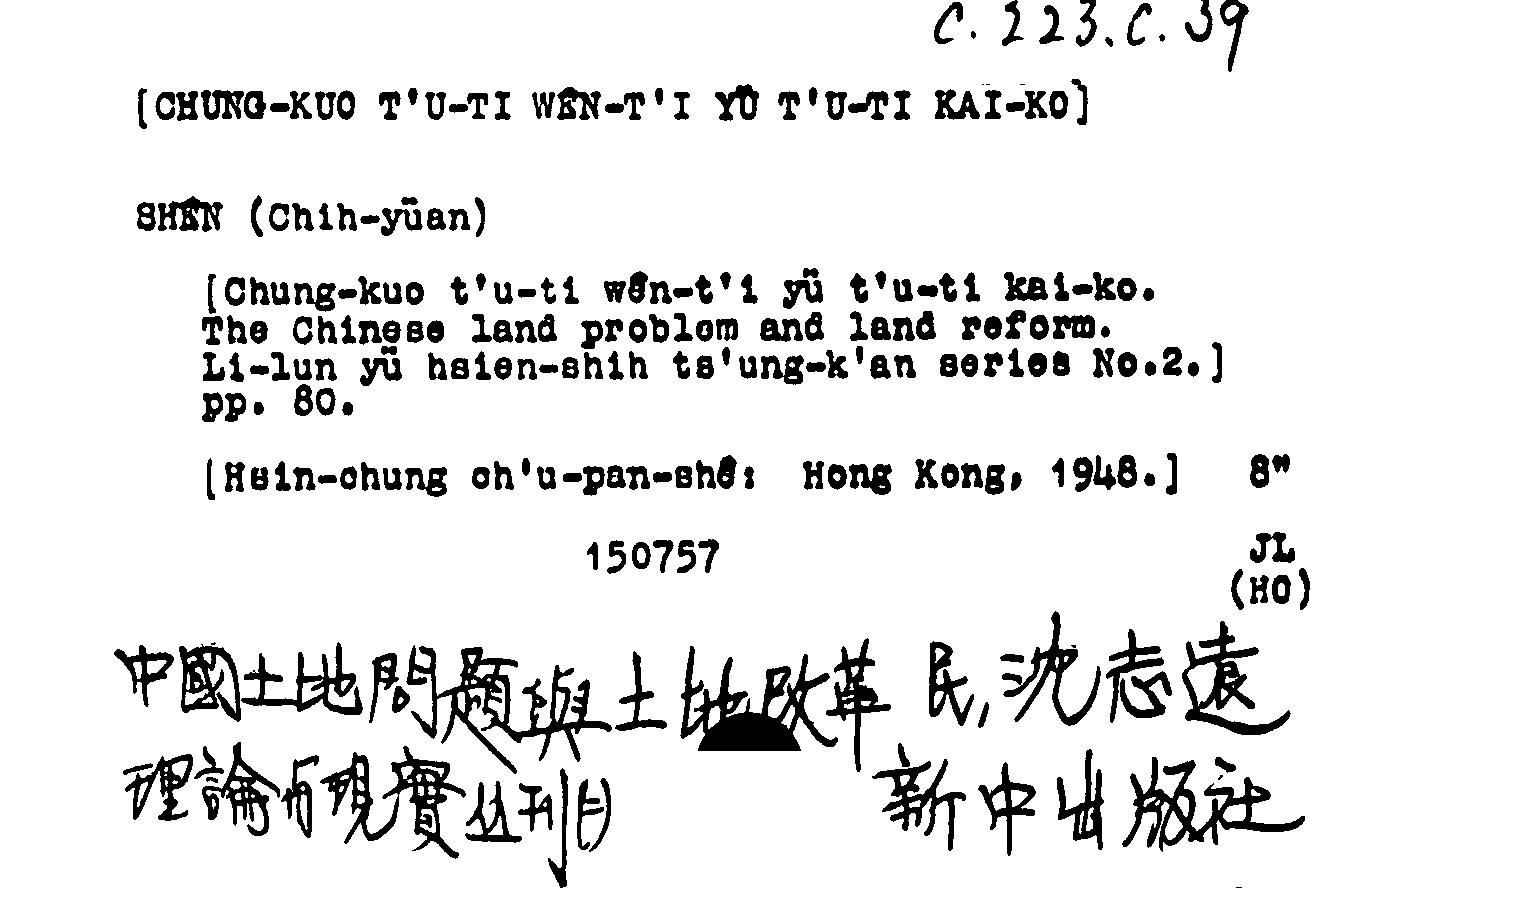 C. 223. C. 39
[CHUNG-KUO T'U-TI WÊN-T'I YÜ T'U-TI KAI-KO]
SHÊN (Chih-yüan)
[Chung-kuo t'u-ti wên-t'i yü t'u-ti kai-ko.
The Chinese land problem and land reform.
Li-lun yü hsien-shih ts'ung-k'an series No.2.]
pp. 80.
[Hsin-chung ch'u-pan-shê: Hong Kong, 1948.] 8"
150757
JL
(HO)
中國土地問題與土地改革 民,沈志遠
理論与現實丛刊(二) 新中出版社